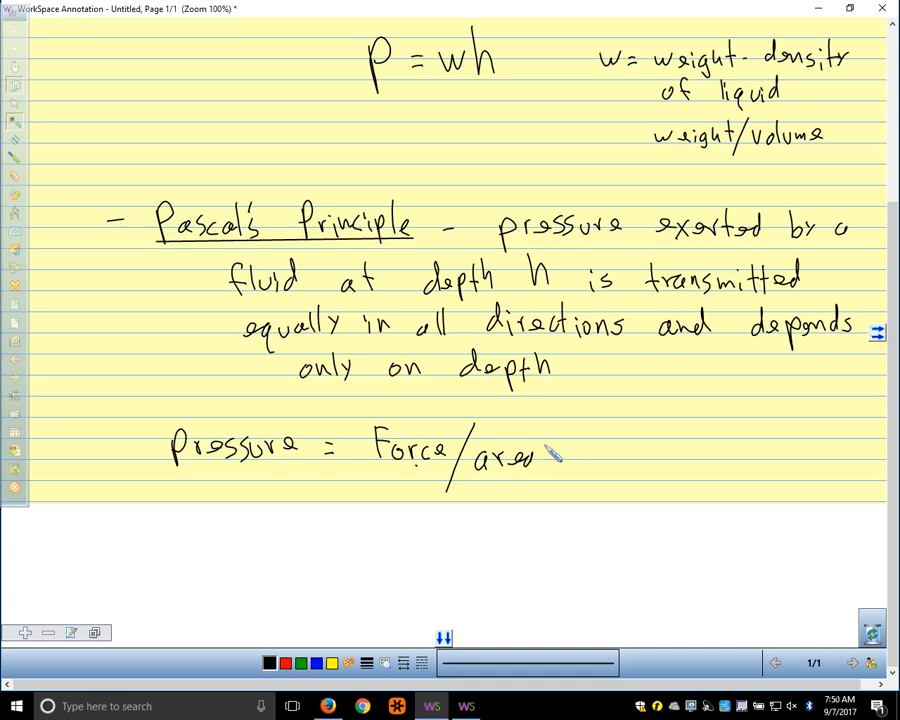 WorkSpace Annotation - Untitled, Page 1/1 (Zoom 100%) *
P = wh
w = weight-density
of liquid
weight/volume
- Pascal's Principle - pressure exerted by a
fluid at depth h is transmitted
equally in all directions and depends
only on depth
Pressure = Force/area
1/1
Type here to search
WS
WS
7:50 AM
9/7/2017